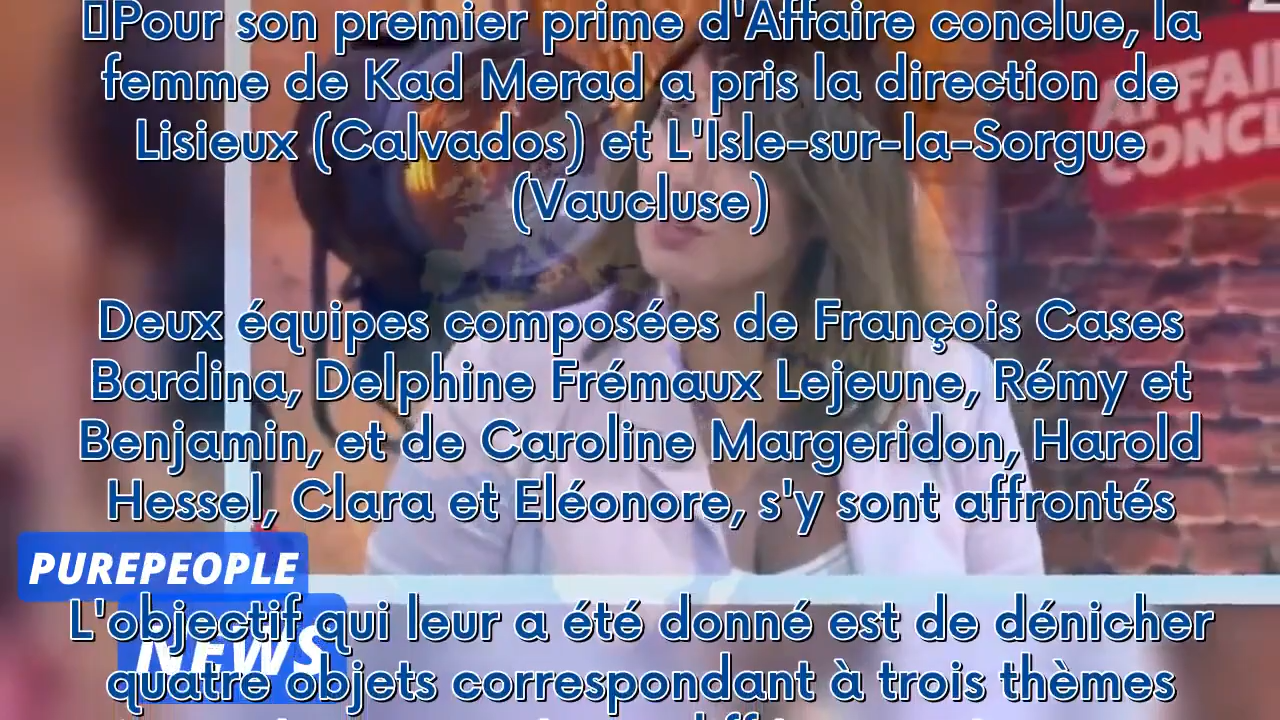 Pour son premier prime d'Affaire conclue, la
femme de Kad Merad a pris la direction de
Lisieux (Calvados) et L'Isle-sur-la-Sorgue
(Vaucluse)
AFFAI
CONCL
Deux équipes composées de François Cases
Bardina, Delphine Frémaux Lejeune, Rémy et
Benjamin, et de Caroline Margeridon, Harold
Hessel, Clara et Eléonore, s'y sont affrontés
PUREPEOPLE
L'objectif qui leur a été donné est de dénicher
NEWS
quatre objets correspondant à trois thèmes